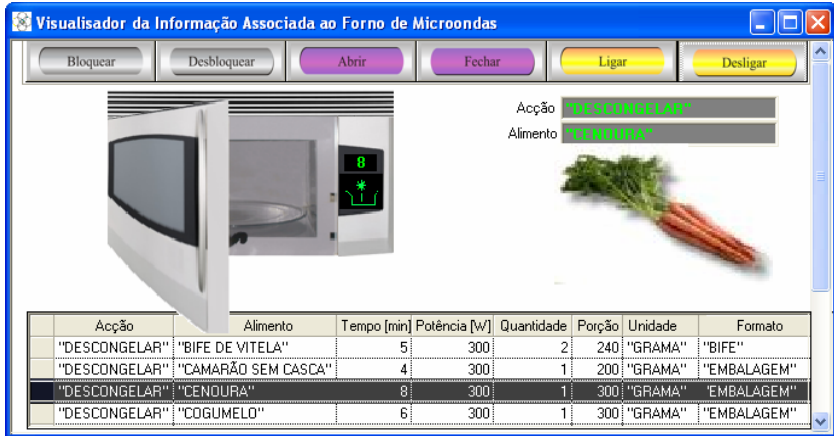 Visualisador da Informação Associada ao Forno de Microondas
Bloquear Desbloquear Abrir Fechar Ligar Desligar
Acção "DESCONGELAR"
Alimento "CENOURA"
8
Acção Alimento Tempo [min] Potência [W] Quantidade Porção Unidade Formato
"DESCONGELAR" "BIFE DE VITELA" 5 300 2 240 "GRAMA" "BIFE"
"DESCONGELAR" "CAMARÃO SEM CASCA" 4 300 1 200 "GRAMA" "EMBALAGEM"
"DESCONGELAR" "CENOURA" 8 300 1 300 "GRAMA" "EMBALAGEM"
"DESCONGELAR" "COGUMELO" 6 300 1 300 "GRAMA" "EMBALAGEM"